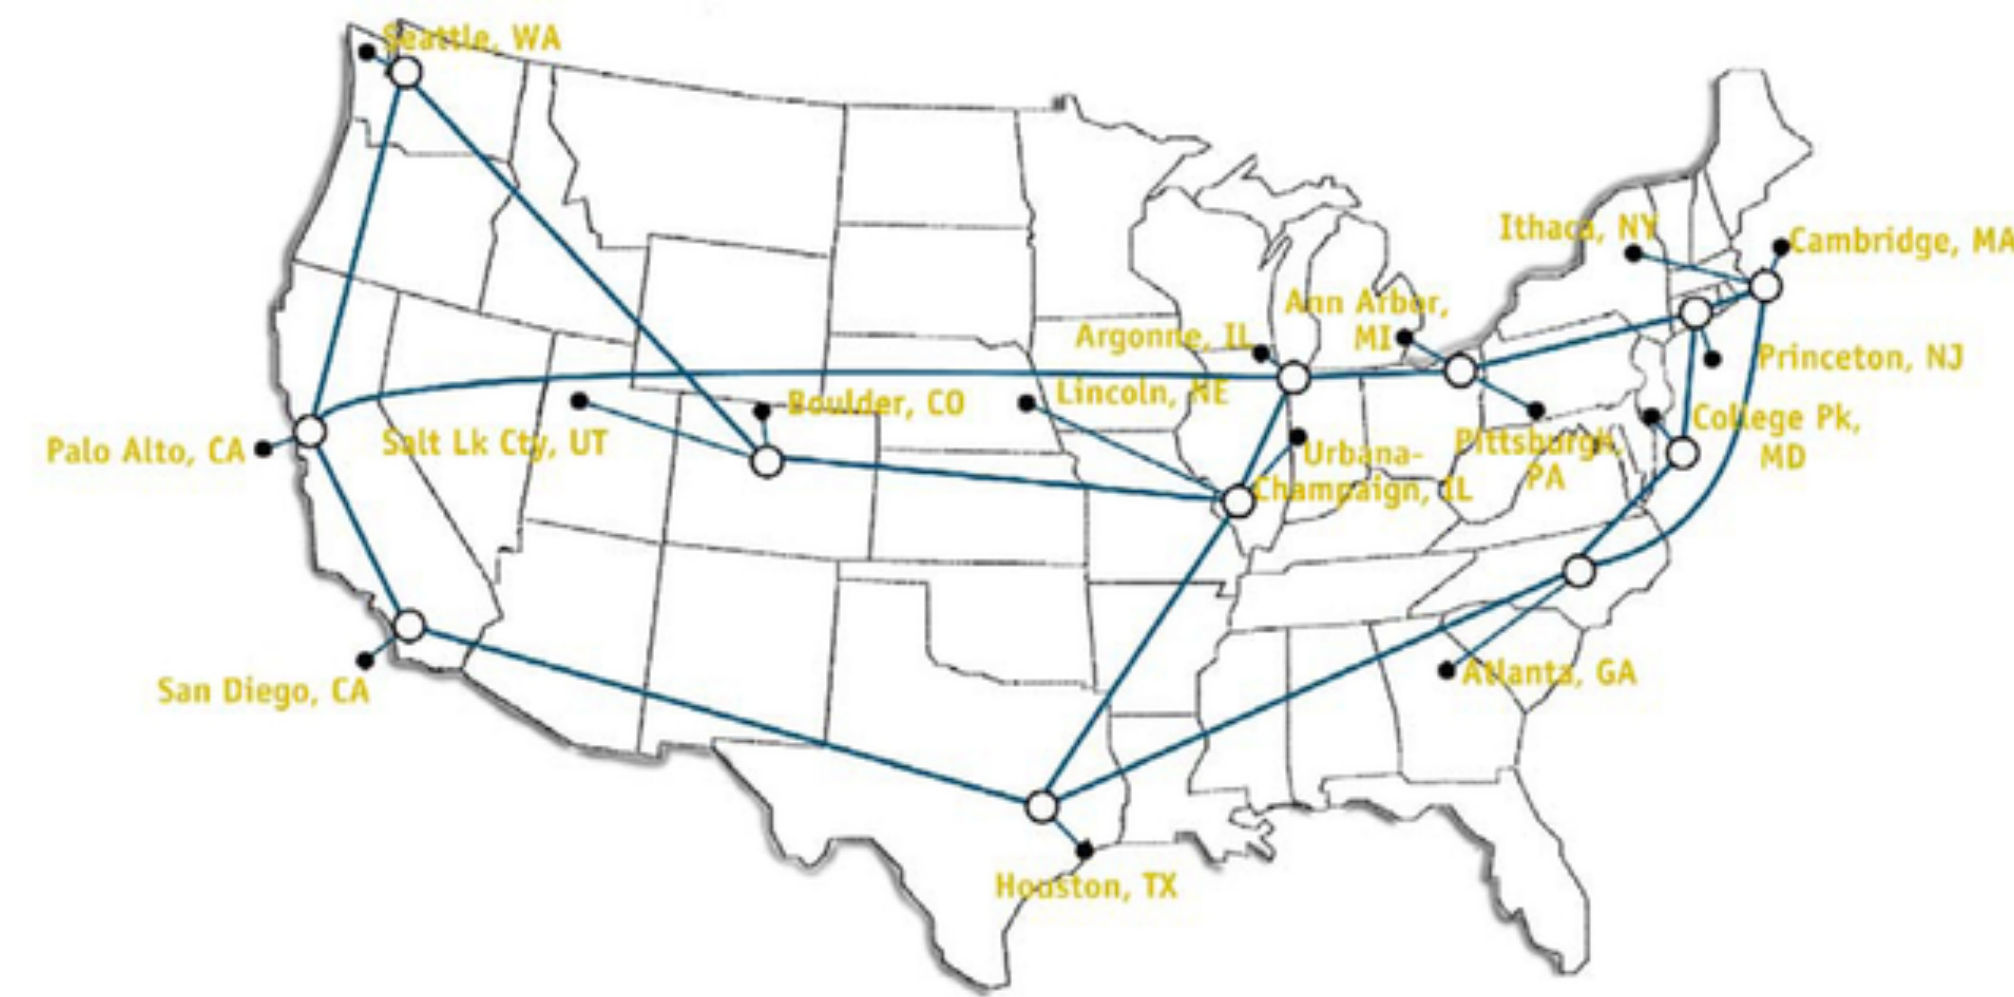 Seattle, WA
Ithaca, NY
Cambridge, MA
Ann Arbor,
MI
Argonne, IL
Princeton, NJ
Lincoln, NE
Boulder, CO
College Pk,
MD
Palo Alto, CA
Salt Lk Cty, UT
Pittsburgh,
PA
Urbana-
Champaign, IL
San Diego, CA
Atlanta, GA
Houston, TX